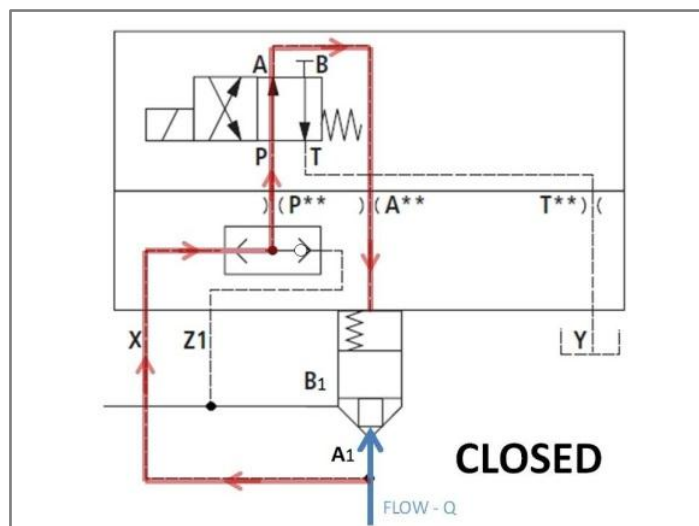 A B
P T
P** A** T**
X Z1 Y
B1
A1
CLOSED
FLOW - Q